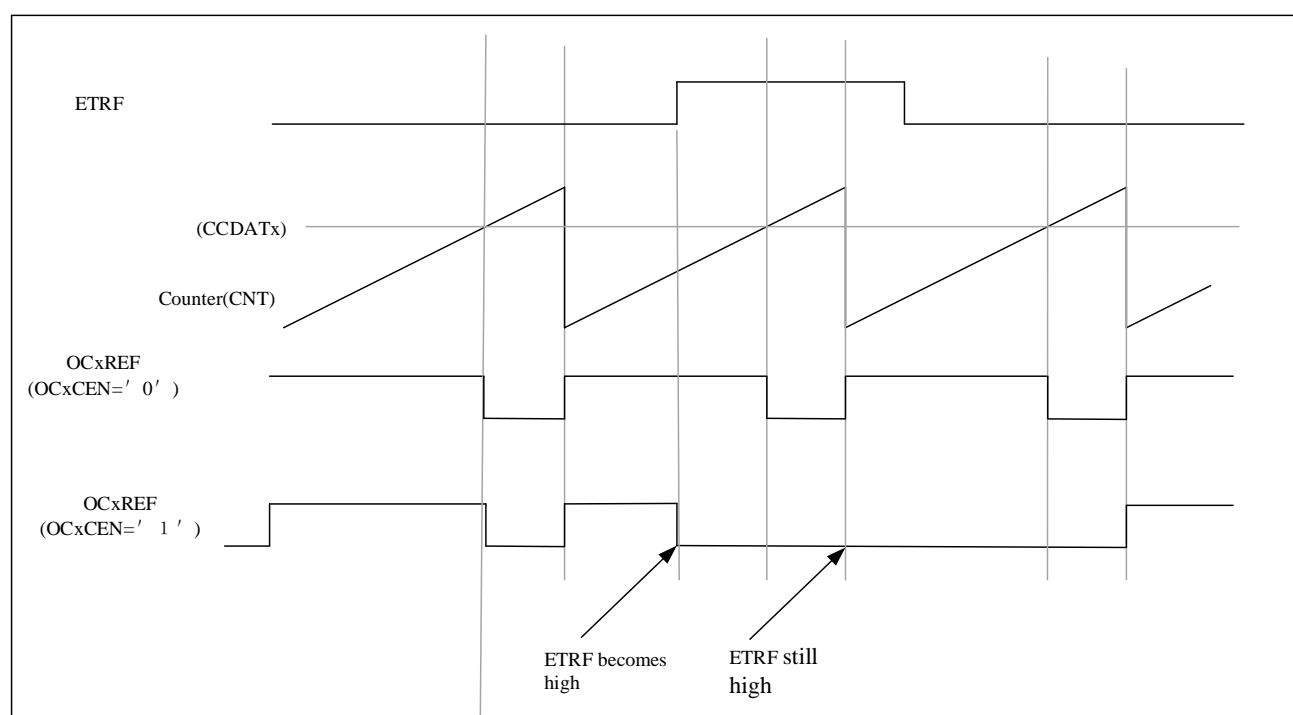 ETRF
(CCDATx)
Counter(CNT)
OCxREF
(OCxCEN=′ 0′ )
OCxREF
(OCxCEN=′ 1 ′ )
ETRF becomes
high
ETRF still
high